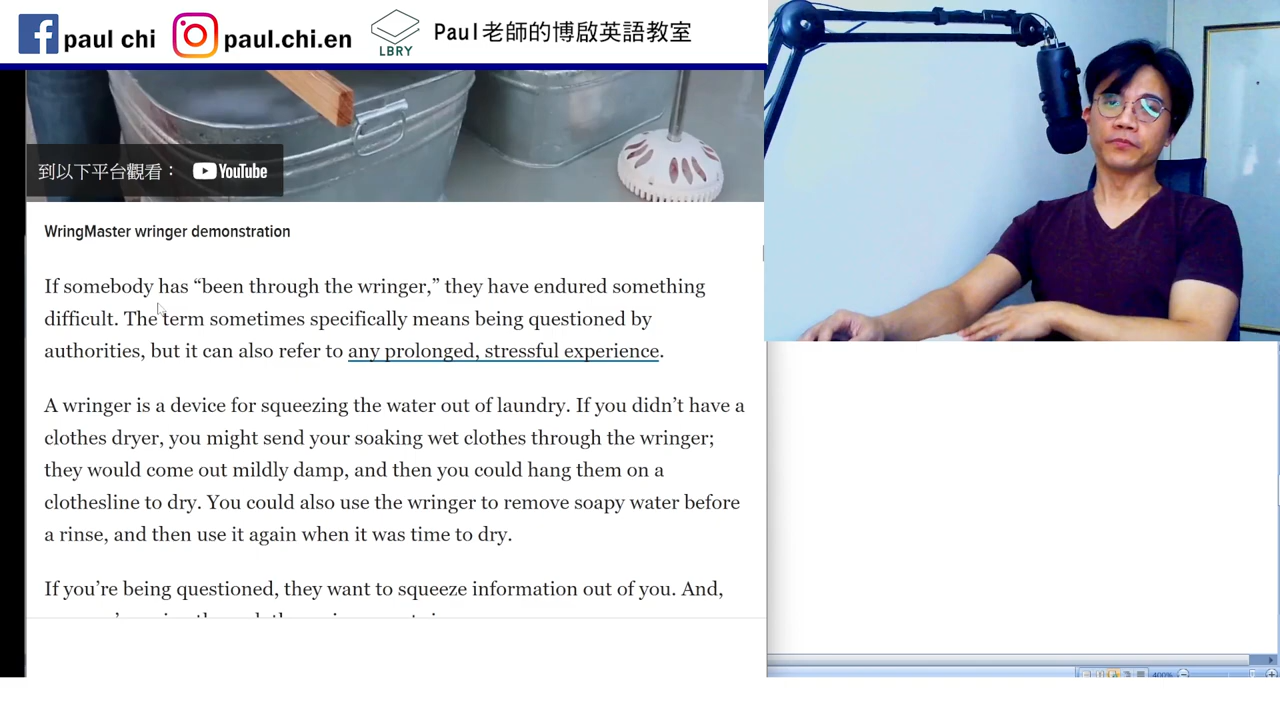 paul chi
paul.chi.en
LBRY
Paul老師的博啟英語教室
到以下平台觀看：
YouTube
WringMaster wringer demonstration
If somebody has “been through the wringer,” they have endured something
difficult. The term sometimes specifically means being questioned by
authorities, but it can also refer to any prolonged, stressful experience.
A wringer is a device for squeezing the water out of laundry. If you didn’t have a
clothes dryer, you might send your soaking wet clothes through the wringer;
they would come out mildly damp, and then you could hang them on a
clothesline to dry. You could also use the wringer to remove soapy water before
a rinse, and then use it again when it was time to dry.
If you’re being questioned, they want to squeeze information out of you. And,
400%